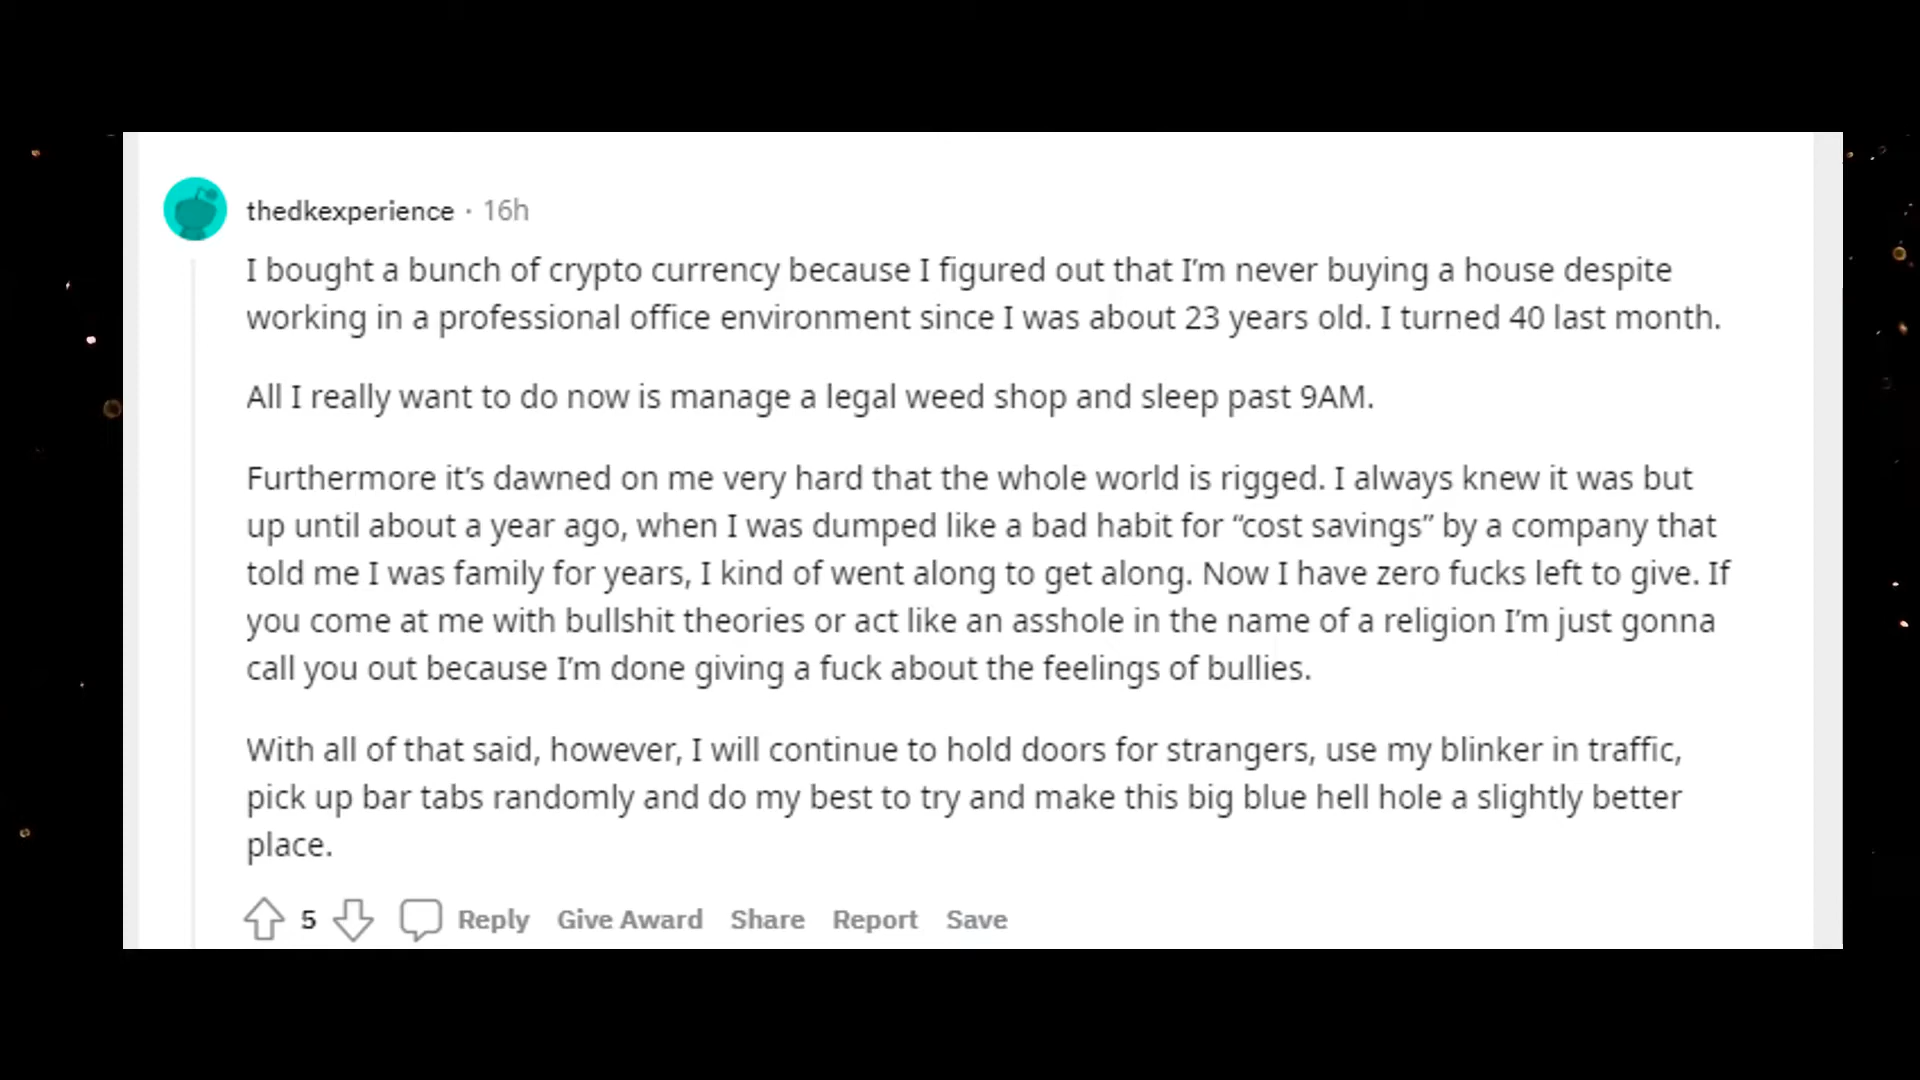 thedkexperience · 16h
I bought a bunch of crypto currency because I figured out that I’m never buying a house despite
working in a professional office environment since I was about 23 years old. I turned 40 last month.
All I really want to do now is manage a legal weed shop and sleep past 9AM.
Furthermore it’s dawned on me very hard that the whole world is rigged. I always knew it was but
up until about a year ago, when I was dumped like a bad habit for “cost savings” by a company that
told me I was family for years, I kind of went along to get along. Now I have zero fucks left to give. If
you come at me with bullshit theories or act like an asshole in the name of a religion I’m just gonna
call you out because I’m done giving a fuck about the feelings of bullies.
With all of that said, however, I will continue to hold doors for strangers, use my blinker in traffic,
pick up bar tabs randomly and do my best to try and make this big blue hell hole a slightly better
place.
5 Reply Give Award Share Report Save